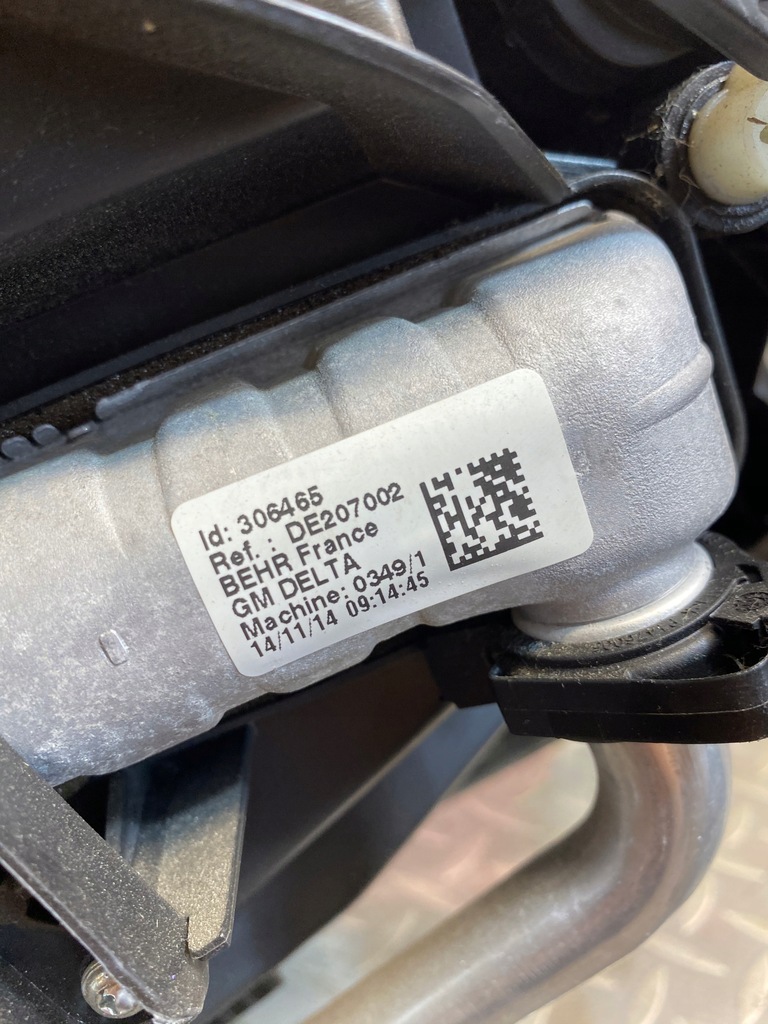 Id: 306465
Ref. : DE207002
BEHR France
GM DELTA
Machine: 0349/1
14/11/14 09:14:45